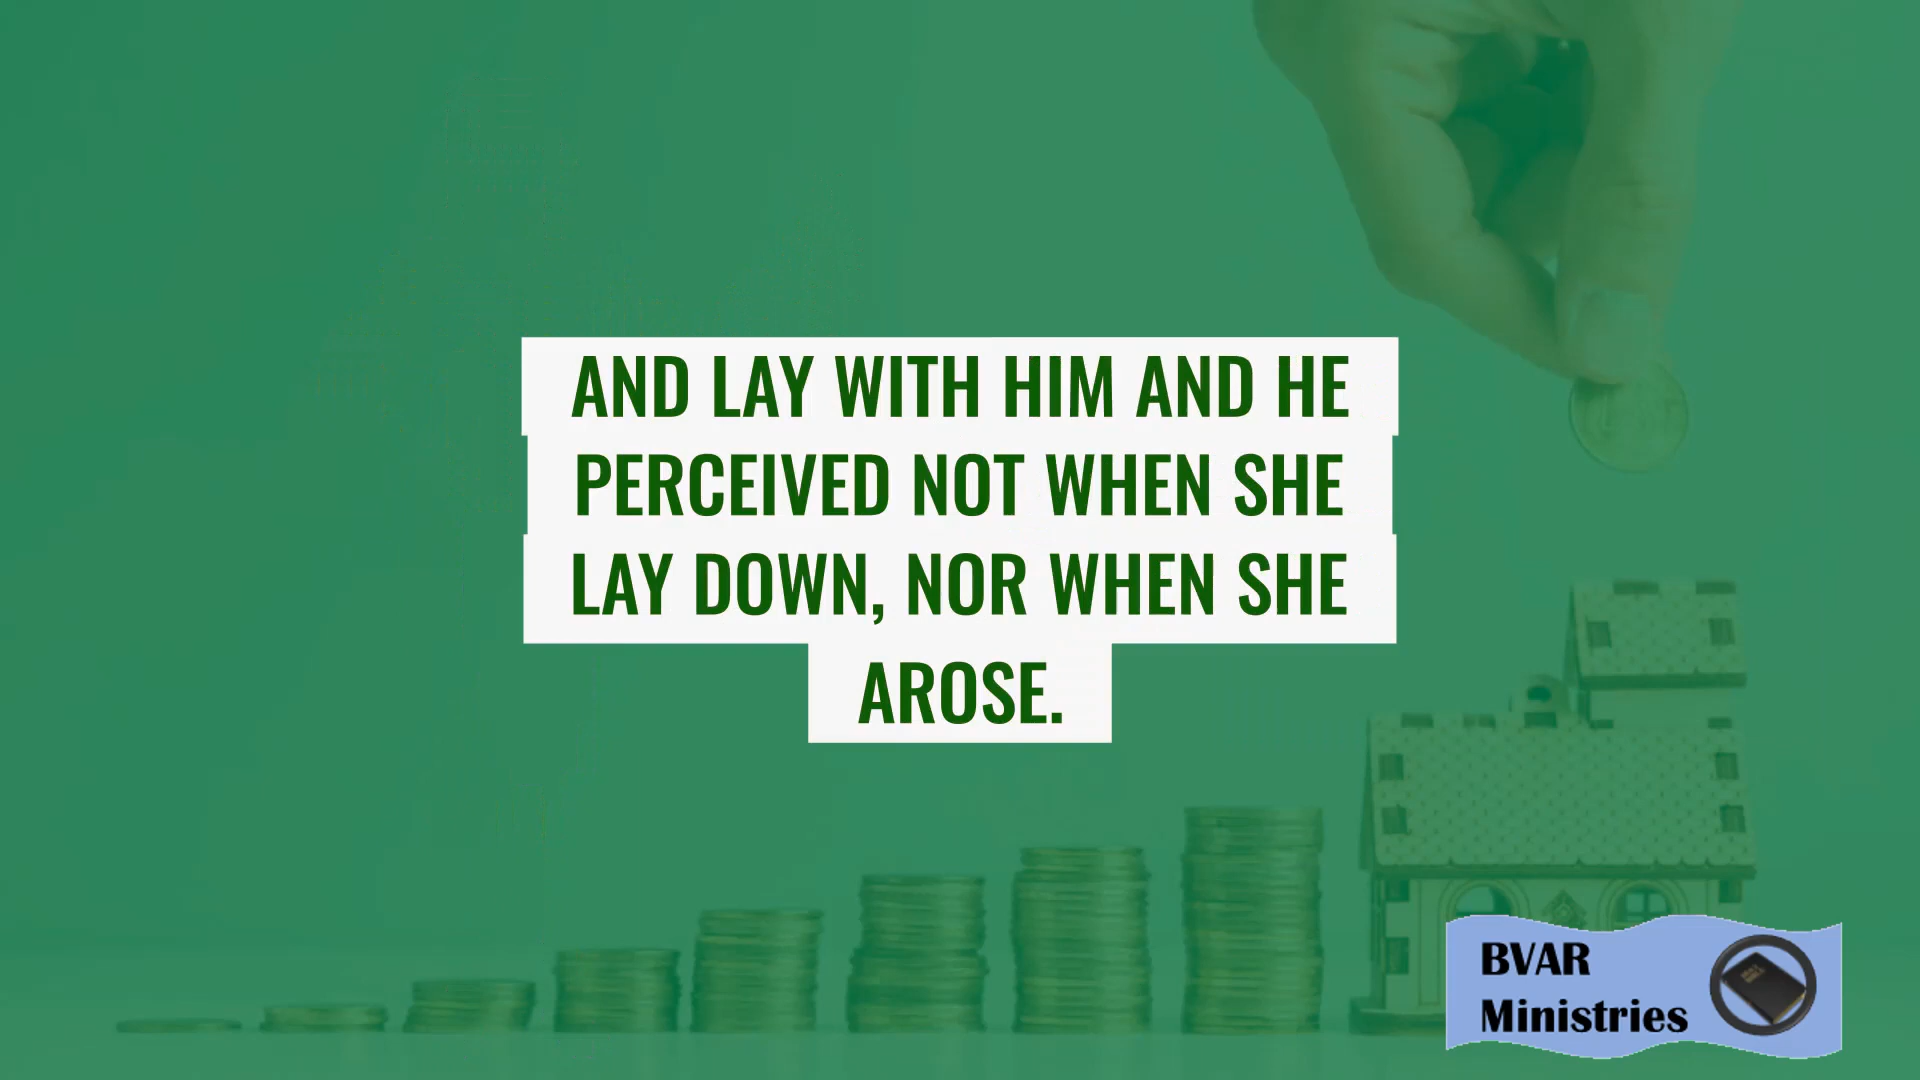 AND LAY WITH HIM AND HE
PERCEIVED NOT WHEN SHE
LAY DOWN, NOR WHEN SHE
AROSE.
BVAR
Ministries